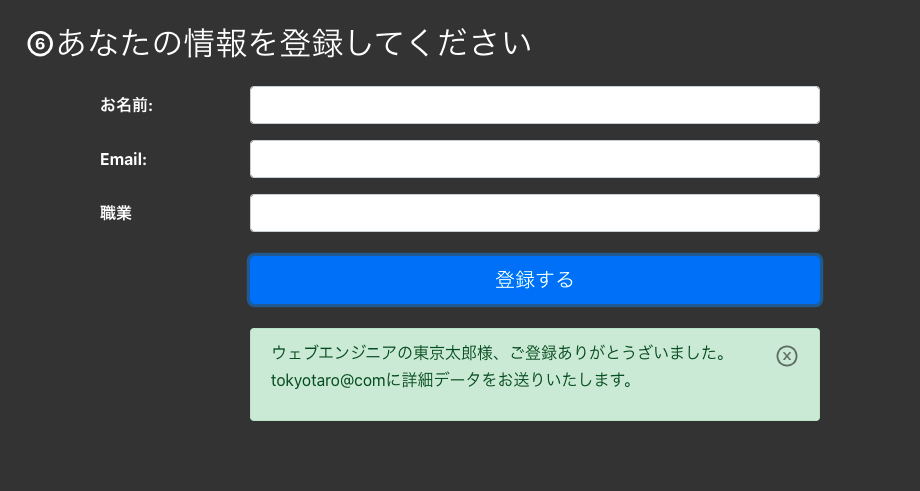 ⑥あなたの情報を登録してください
お名前:
Email:
職業
登録する
ウェブエンジニアの東京太郎様、ご登録ありがとうざいました。
tokyotaro@comに詳細データをお送りいたします。